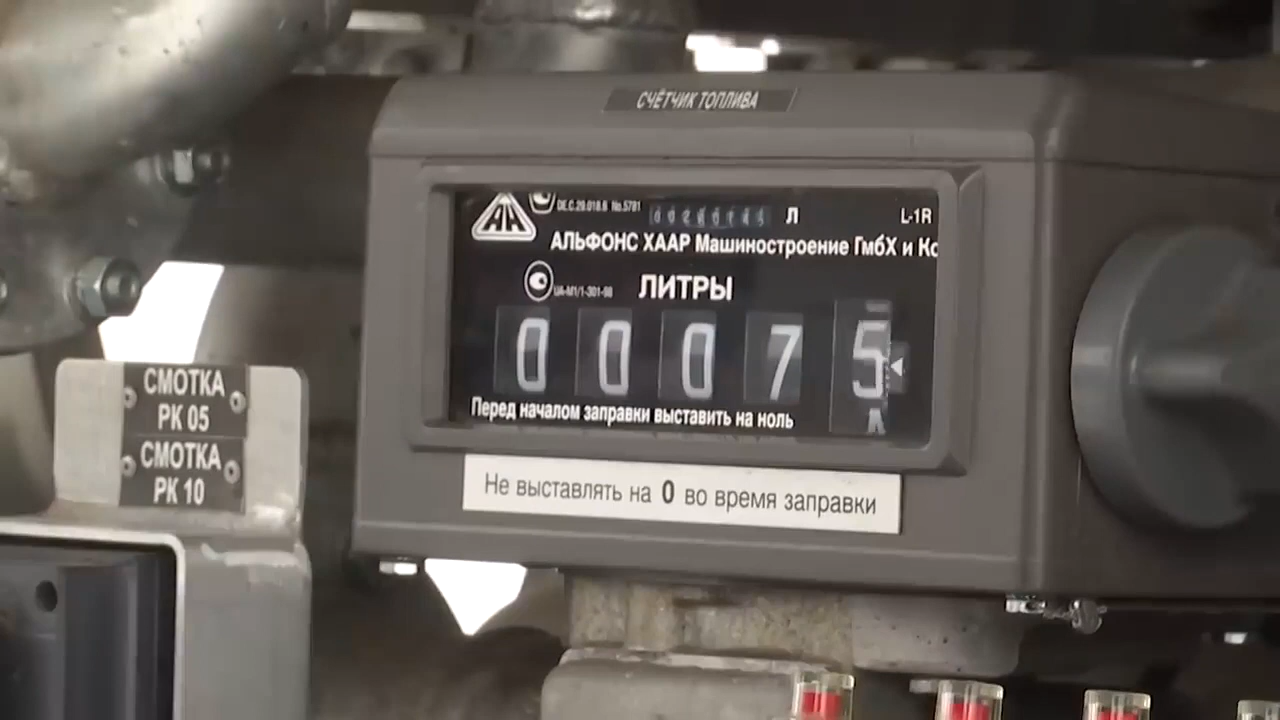 СЧЁТЧИК ТОПЛИВА
Л
L-1R
АЛЬФОНС ХААР Машиностроение ГмбХ и Ко
ЛИТРЫ
0 0 0 7 5
Перед началом заправки выставить на ноль
Не выставлять на 0 во время заправки
СМОТКА
РК 05
СМОТКА
РК 10